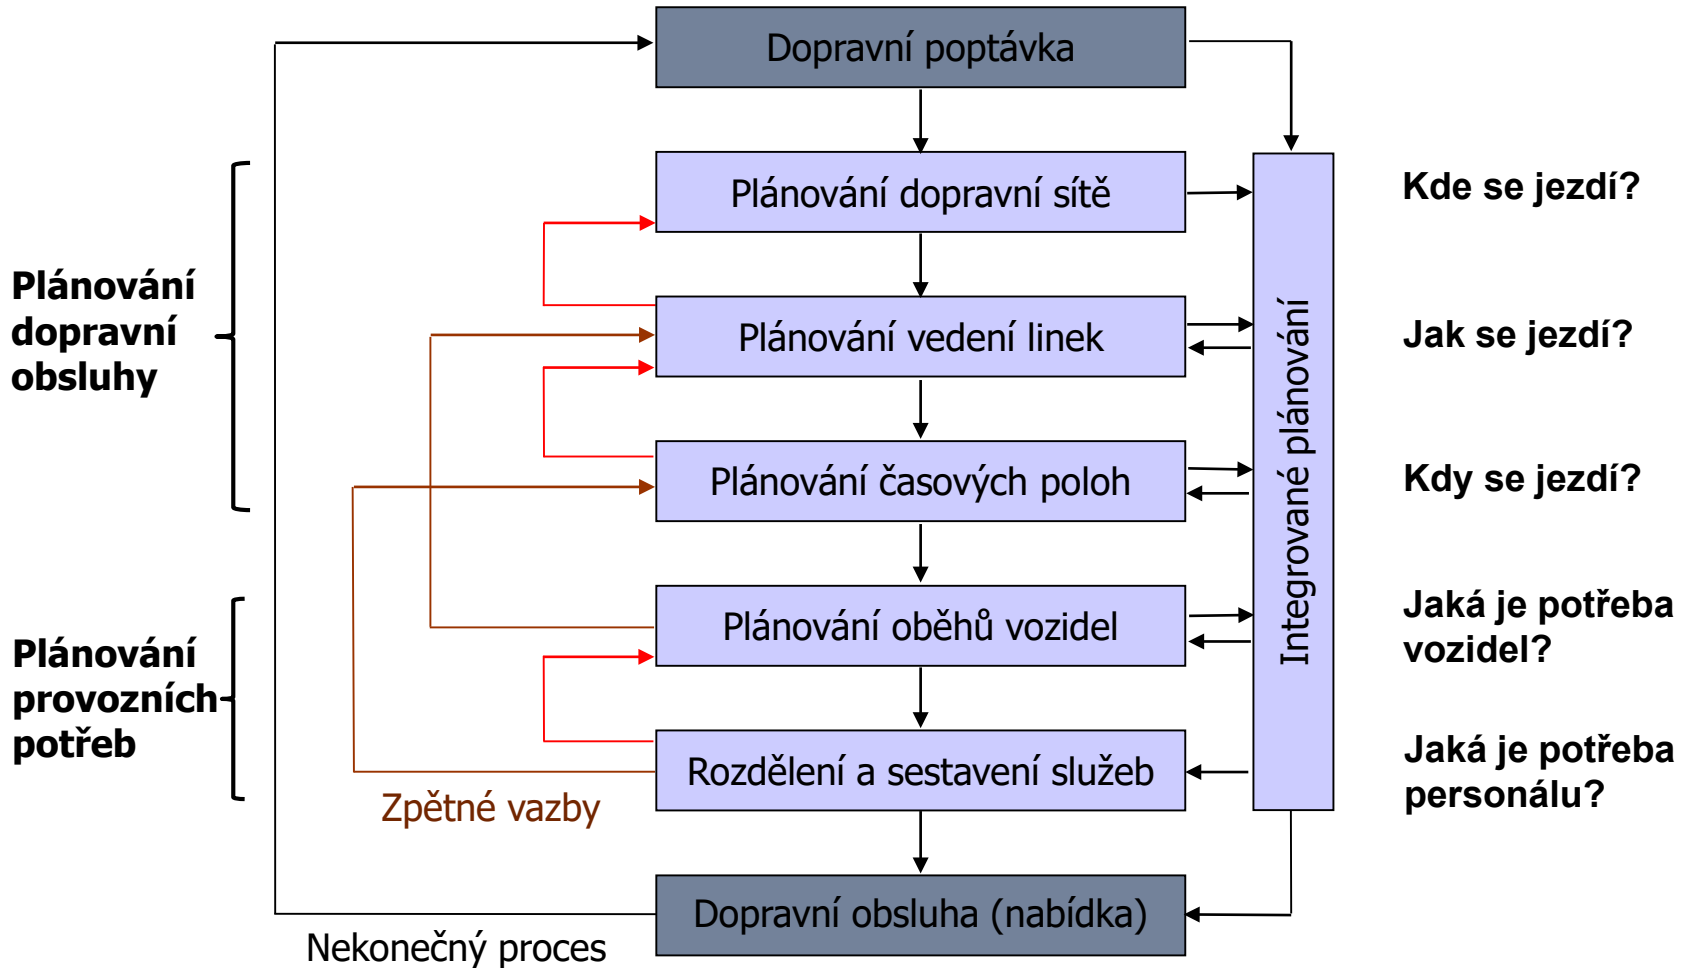 Dopravní poptávka
Plánování dopravní sítě
Kde se jezdí?
Plánování
dopravní
obsluhy
Plánování vedení linek
Jak se jezdí?
Integrované plánování
Plánování časových poloh
Kdy se jezdí?
Plánování oběhů vozidel
Jaká je potřeba
vozidel?
Plánování
provozních
potřeb
Rozdělení a sestavení služeb
Jaká je potřeba
personálu?
Zpětné vazby
Dopravní obsluha (nabídka)
Nekonečný proces